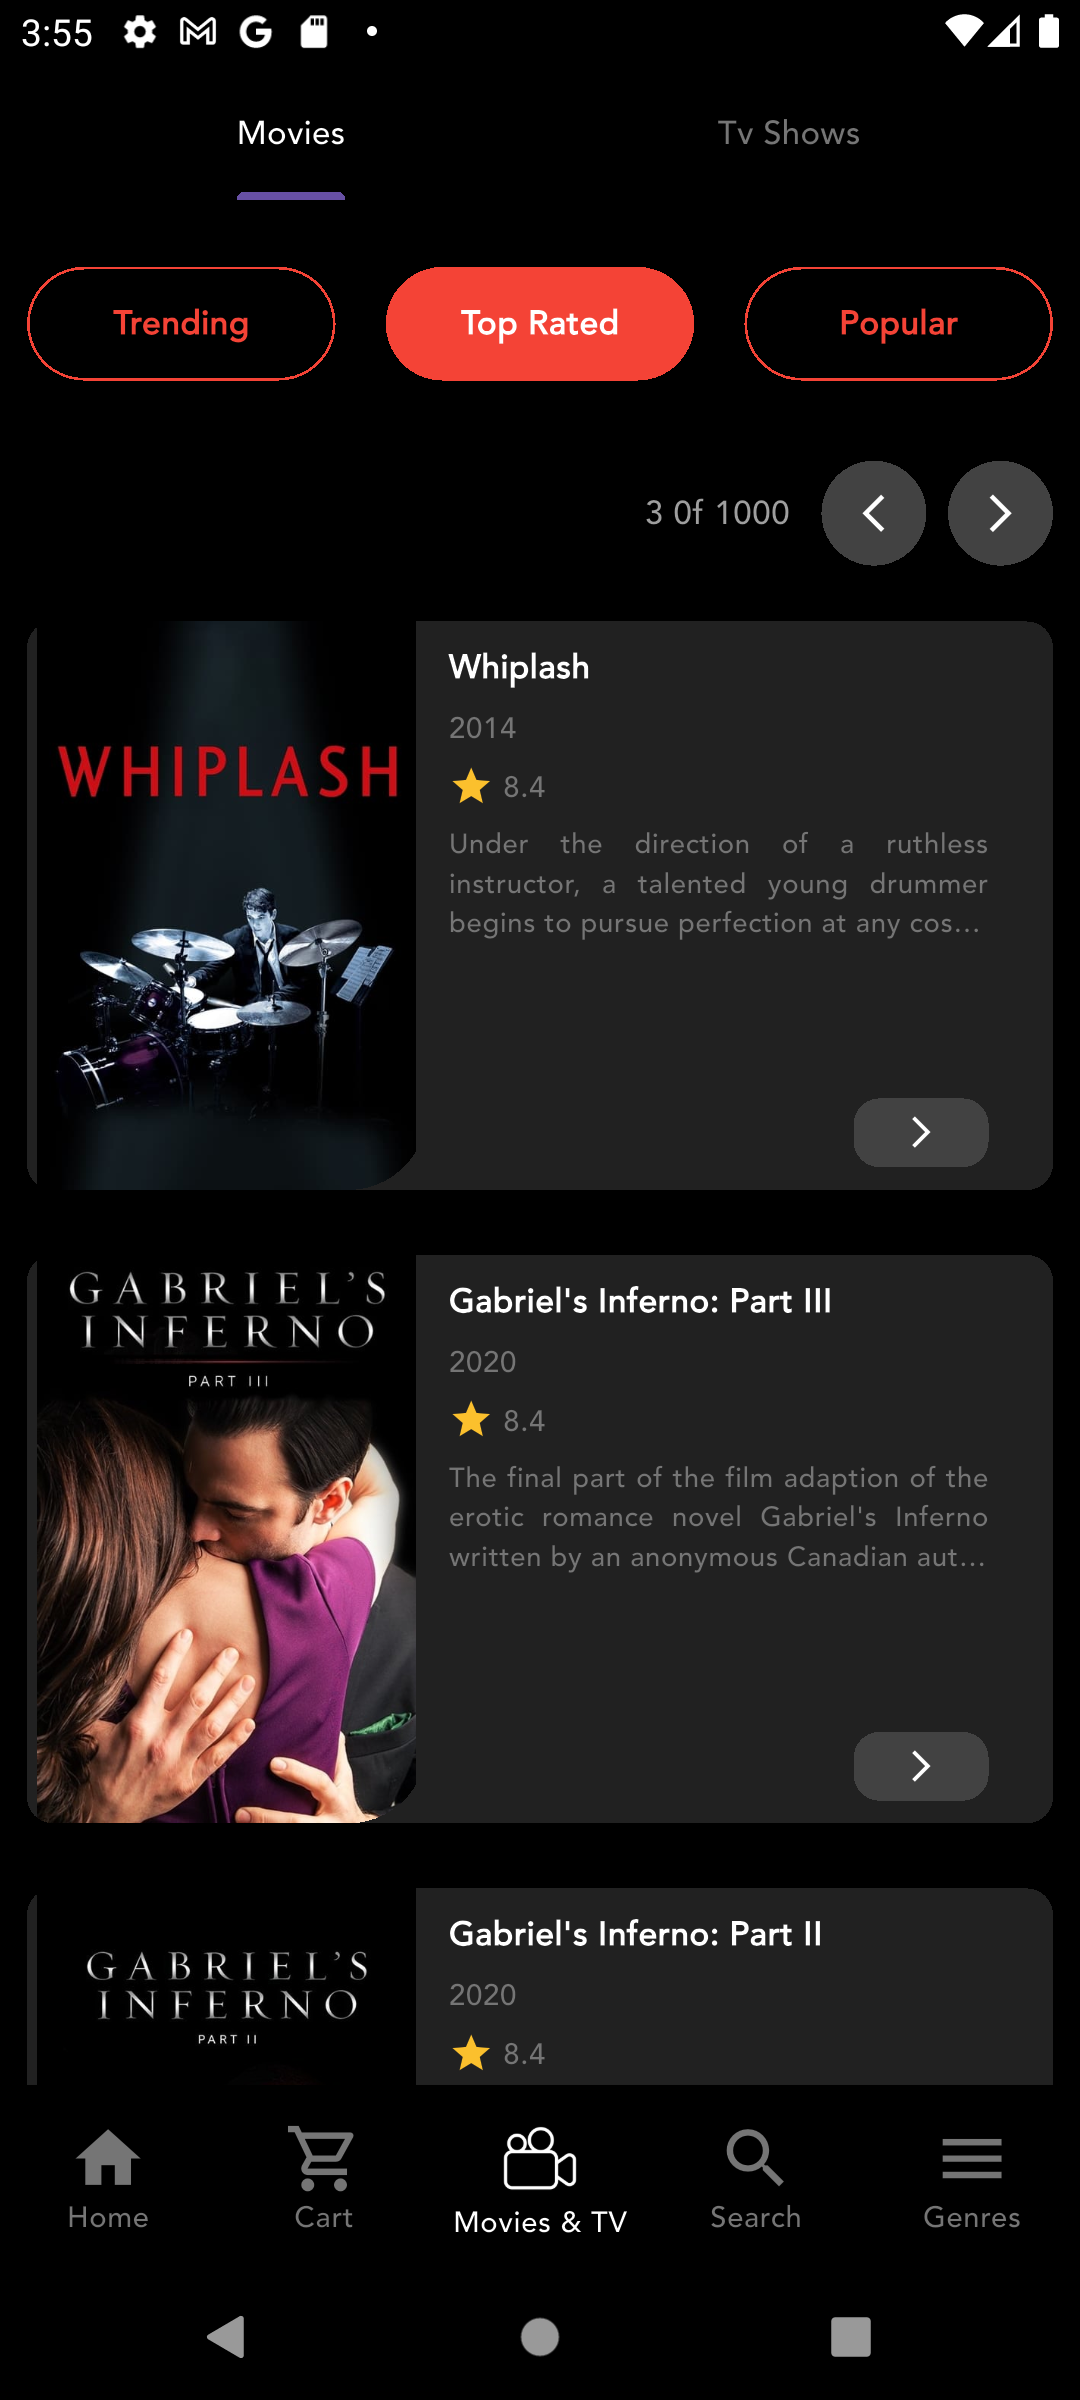 3:55
Movies
Tv Shows
Trending
Top Rated
Popular
3 Of 1000
WHIPLASH
Whiplash
2014
8.4
Under the direction of a ruthless
instructor, a talented young drummer
begins to pursue perfection at any cos...
GABRIEL'S
INFERNO
PART III
Gabriel's Inferno: Part III
2020
8.4
The final part of the film adaption of the
erotic romance novel Gabriel's Inferno
written by an anonymous Canadian aut...
GABRIEL'S
INFERNO
PART II
Gabriel's Inferno: Part II
2020
8.4
Home
Cart
Movies & TV
Search
Genres